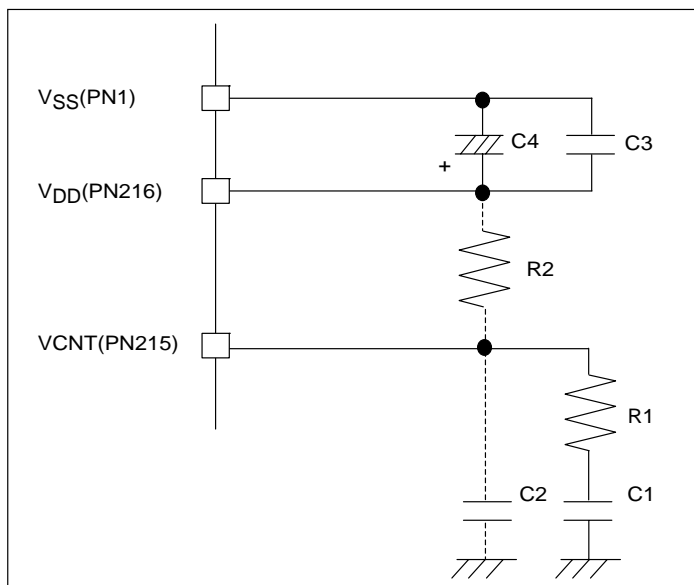 VSS(PN1)
C4
C3
+
VDD(PN216)
R2
VCNT(PN215)
R1
C2
C1